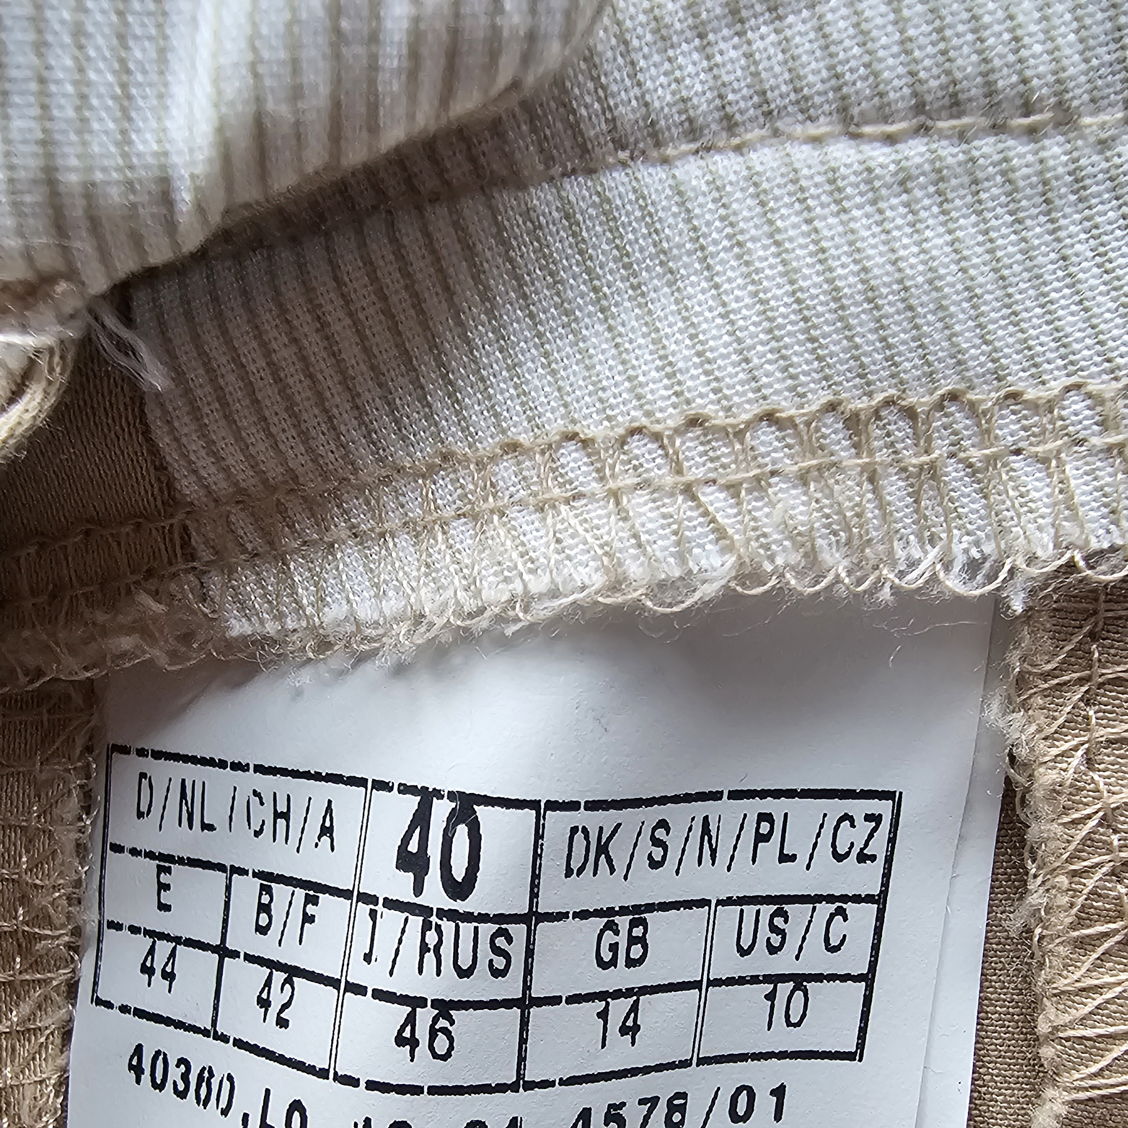 D/NL/CH/A 40 DK/S/N/PL/CZ
E B/F I/RUS GB US/C
44 42 46 14 10
4578/01